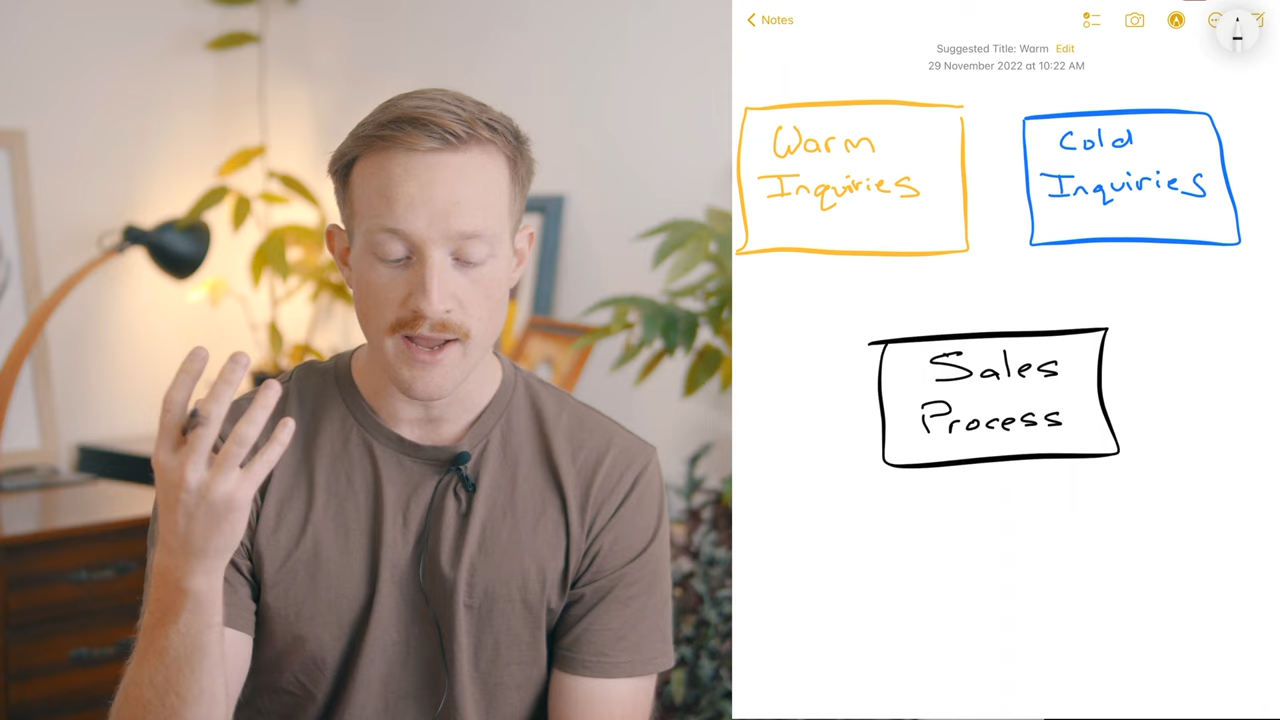 Notes
Suggested Title: Warm Edit
29 November 2022 at 10:22 AM
Warm
Inquiries
Cold
Inquiries
Sales
Process